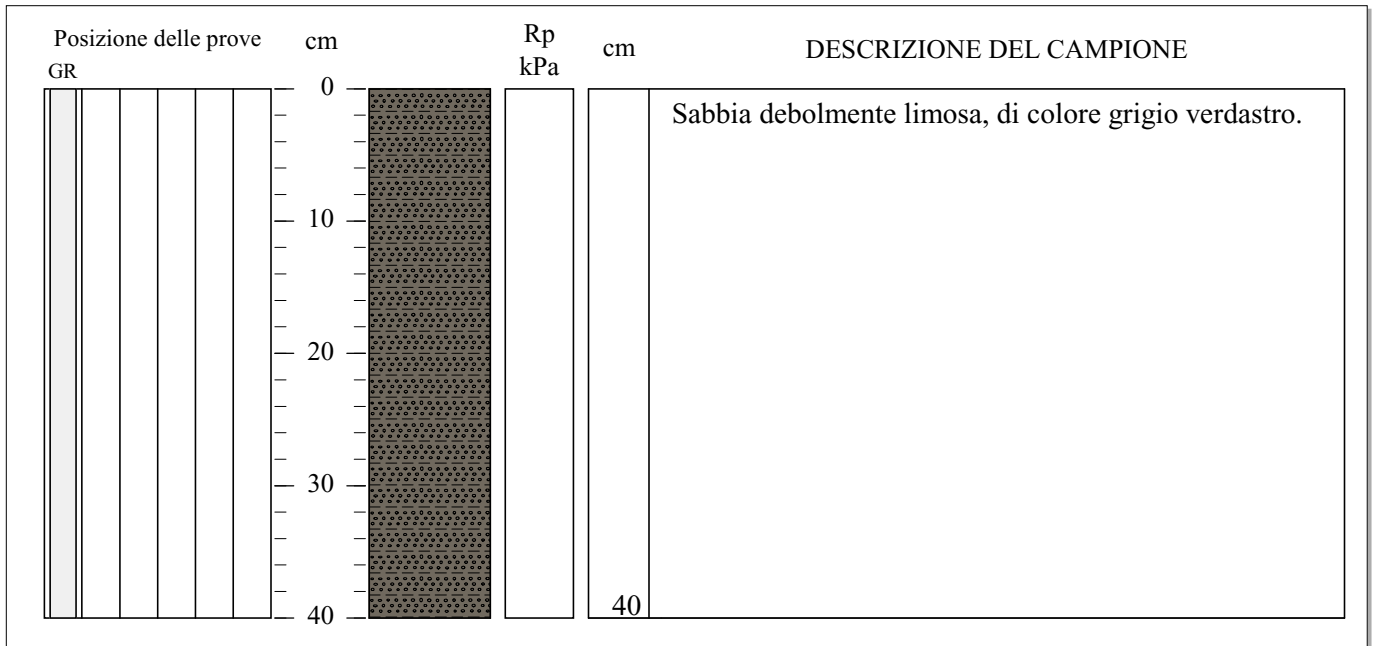 Posizione delle prove cm Rp kPa cm DESCRIZIONE DEL CAMPIONE
GR
0
Sabbia debolmente limosa, di colore grigio verdastro.
10
20
30
40 40